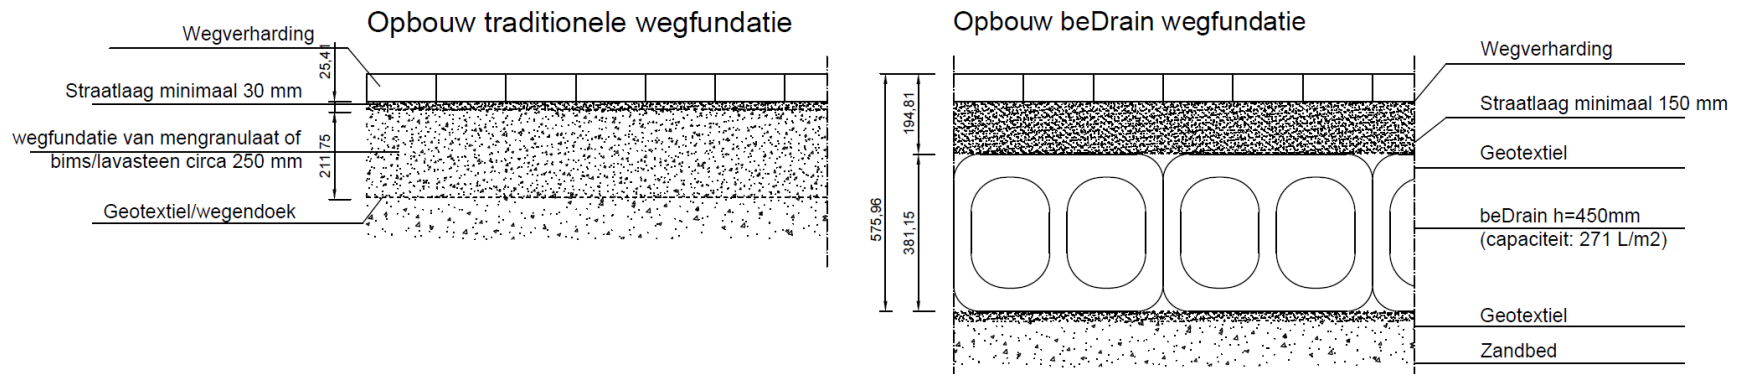 Opbouw traditionele wegfundatie
Wegverharding
25,41
Straatlaag minimaal 30 mm
wegfundatie van mengranulaat of
bims/lavasteen circa 250 mm
211,75
Geotextiel/wegendoek
Opbouw beDrain wegfundatie
Wegverharding
194,81
Straatlaag minimaal 150 mm
Geotextiel
575,96
381,15
beDrain h=450mm
(capaciteit: 271 L/m2)
Geotextiel
Zandbed